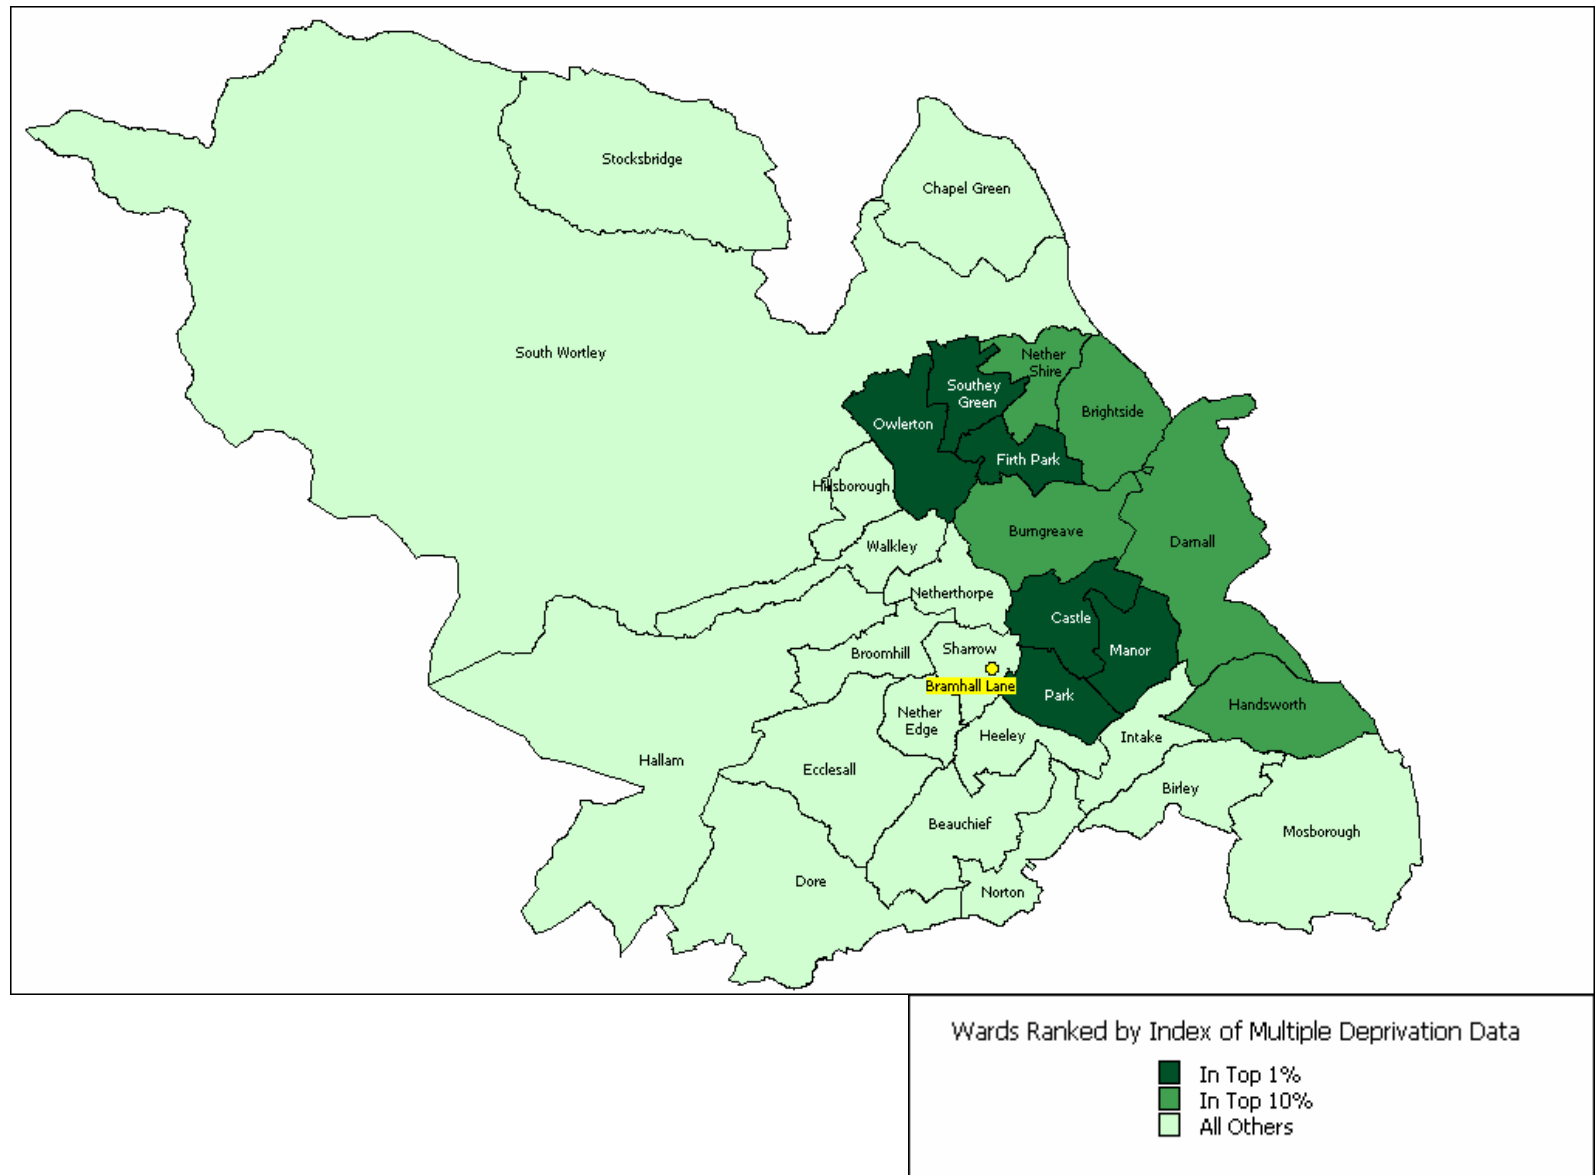 Stocksbridge
Chapel Green
South Wortley
Nether
Shire
Southey
Green
Brightside
Owlerton
Firth Park
Hillsborough
Burngreave
Darnall
Walkley
Netherthorpe
Castle
Sharrow
Manor
Broomhill
Bramhall Lane
Park
Handsworth
Nether
Edge
Heeley
Intake
Hallam
Ecclesall
Birley
Beauchief
Mosborough
Dore
Norton
Wards Ranked by Index of Multiple Deprivation Data
In Top 1%
In Top 10%
All Others